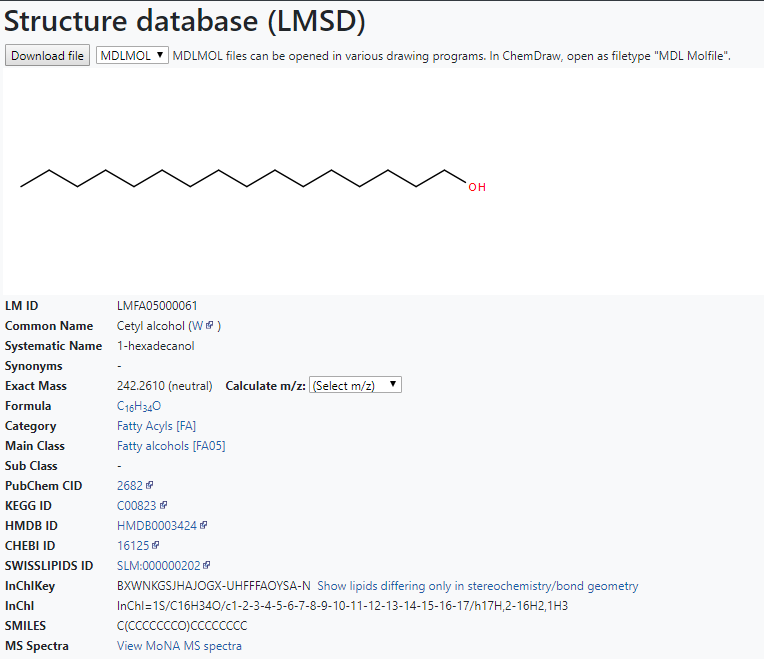 Structure database (LMSD)
Download file MDLMOL ▼ MDLMOL files can be opened in various drawing programs. In ChemDraw, open as filetype "MDL Molfile".
OH
LM ID LMFA05000061
Common Name Cetyl alcohol (W )
Systematic Name 1-hexadecanol
Synonyms -
Exact Mass 242.2610 (neutral) Calculate m/z: (Select m/z) ▼
Formula C₁₆H₃₄O
Category Fatty Acyls [FA]
Main Class Fatty alcohols [FA05]
Sub Class -
PubChem CID 2682
KEGG ID C00823
HMDB ID HMDB0003424
CHEBI ID 16125
SWISSLIPIDS ID SLM:000000202
InChIKey BXWNKGSJHAJOGX-UHFFFAOYSA-N Show lipids differing only in stereochemistry/bond geometry
InChI InChI=1S/C16H34O/c1-2-3-4-5-6-7-8-9-10-11-12-13-14-15-16-17/h17H,2-16H2,1H3
SMILES C(CCCCCCCO)CCCCCCCC
MS Spectra View MoNA MS spectra